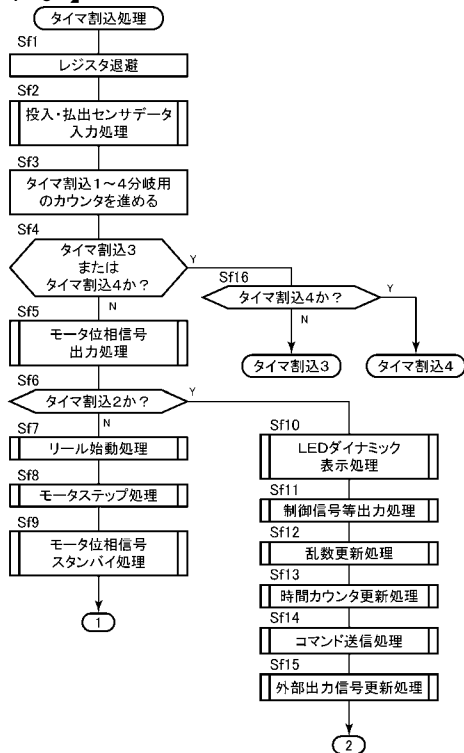 タイマ割込処理
Sf1
レジスタ退避
Sf2
投入・払出センサデータ
入力処理
Sf3
タイマ割込1～4分岐用
のカウンタを進める
Sf4
タイマ割込3
または
タイマ割込4か？
Y
N
Sf16
タイマ割込4か？
Y
N
タイマ割込3
タイマ割込4
Sf5
モータ位相信号
出力処理
Sf6
タイマ割込2か？
Y
N
Sf7
リール始動処理
Sf8
モータステップ処理
Sf9
モータ位相信号
スタンバイ処理
1
Sf10
LEDダイナミック
表示処理
Sf11
制御信号等出力処理
Sf12
乱数更新処理
Sf13
時間カウンタ更新処理
Sf14
コマンド送信処理
Sf15
外部出力信号更新処理
2